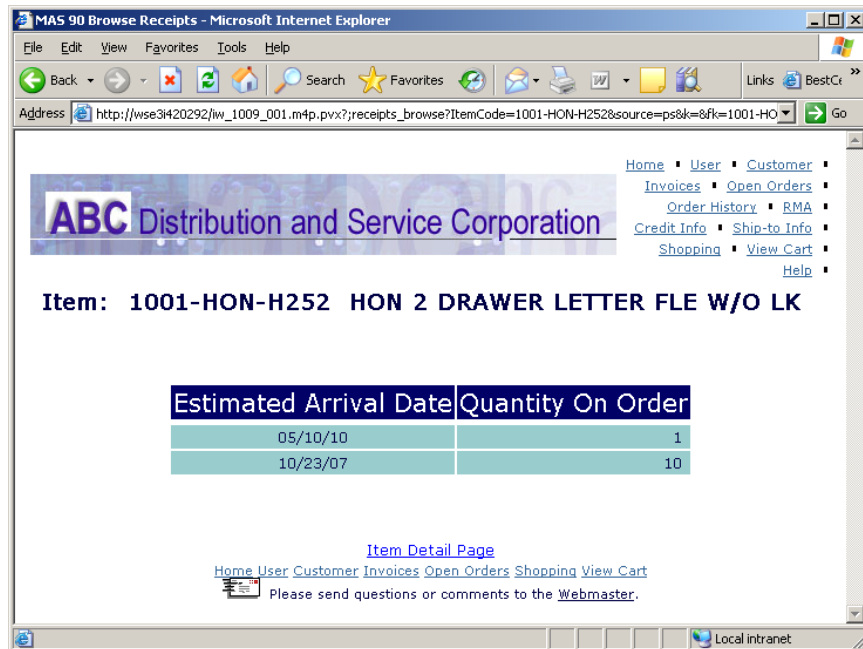 MAS 90 Browse Receipts - Microsoft Internet Explorer
File Edit View Favorites Tools Help
Back Search Favorites Links BestCe »
Address http://wse3i420292/iw_1009_001.m4p.pvx?;receipts_browse?ItemCode=1001-HON-H252&source=ps&k=&fk=1001-HO Go
Home User Customer
Invoices Open Orders
Order History RMA
Credit Info Ship-to Info
Shopping View Cart
Help
ABC Distribution and Service Corporation
Item: 1001-HON-H252 HON 2 DRAWER LETTER FLE W/O LK
Estimated Arrival Date Quantity On Order
05/10/10 1
10/23/07 10
Item Detail Page
Home User Customer Invoices Open Orders Shopping View Cart
Please send questions or comments to the Webmaster.
Local intranet